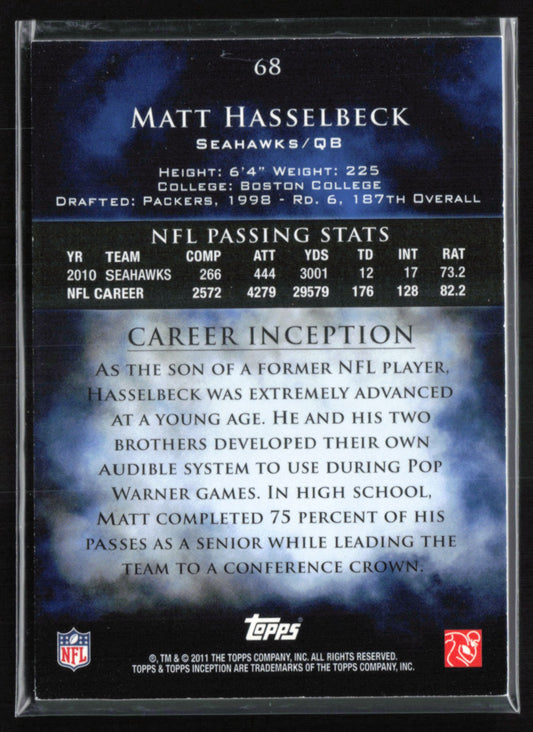 68
MATT HASSELBECK
SEAHAWKS/QB
HEIGHT: 6'4" WEIGHT: 225
COLLEGE: BOSTON COLLEGE
DRAFTED: PACKERS, 1998 - RD. 6, 187TH OVERALL
NFL PASSING STATS
YR TEAM COMP ATT YDS TD INT RAT
2010 SEAHAWKS 266 444 3001 12 17 73.2
NFL CAREER 2572 4279 29579 176 128 82.2
CAREER INCEPTION
AS THE SON OF A FORMER NFL PLAYER,
HASSELBECK WAS EXTREMELY ADVANCED
AT A YOUNG AGE. HE AND HIS TWO
BROTHERS DEVELOPED THEIR OWN
AUDIBLE SYSTEM TO USE DURING POP
WARNER GAMES. IN HIGH SCHOOL,
MATT COMPLETED 75 PERCENT OF HIS
PASSES AS A SENIOR WHILE LEADING THE
TEAM TO A CONFERENCE CROWN.
Topps
NFL
®, TM & © 2011 THE TOPPS COMPANY, INC. ALL RIGHTS RESERVED.
TOPPS & TOPPS INCEPTION ARE TRADEMARKS OF THE TOPPS COMPANY, INC.